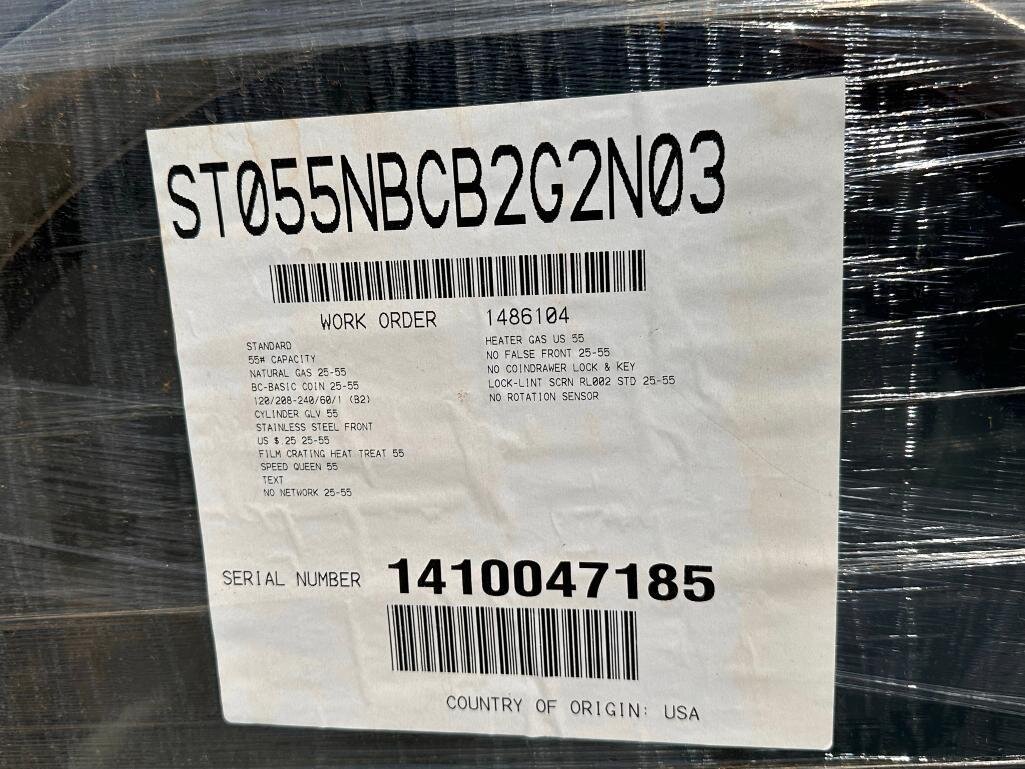 ST055NBCB2G2N03
WORK ORDER 1486104
STANDARD
55# CAPACITY
NATURAL GAS 25-55
BC-BASIC COIN 25-55
120/208-240/60/1 (B2)
CYLINDER GLV 55
STAINLESS STEEL FRONT
US $.25 25-55
FILM CRATING HEAT TREAT 55
SPEED QUEEN 55
TEXT
NO NETWORK 25-55
HEATER GAS US 55
NO FALSE FRONT 25-55
NO COINDRAWER LOCK & KEY
LOCK-LINT SCRN RL002 STD 25-55
NO ROTATION SENSOR
SERIAL NUMBER 1410047185
COUNTRY OF ORIGIN: USA